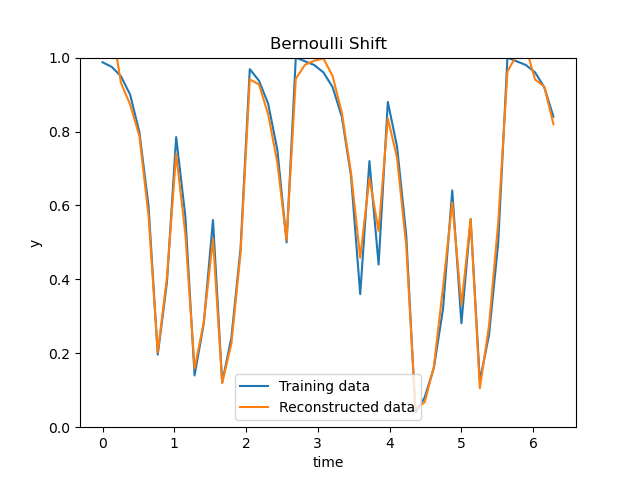 Bernoulli Shift
1.0
0.8
0.6
0.4
0.2
0.0
y
0 1 2 3 4 5 6
time
Training data
Reconstructed data